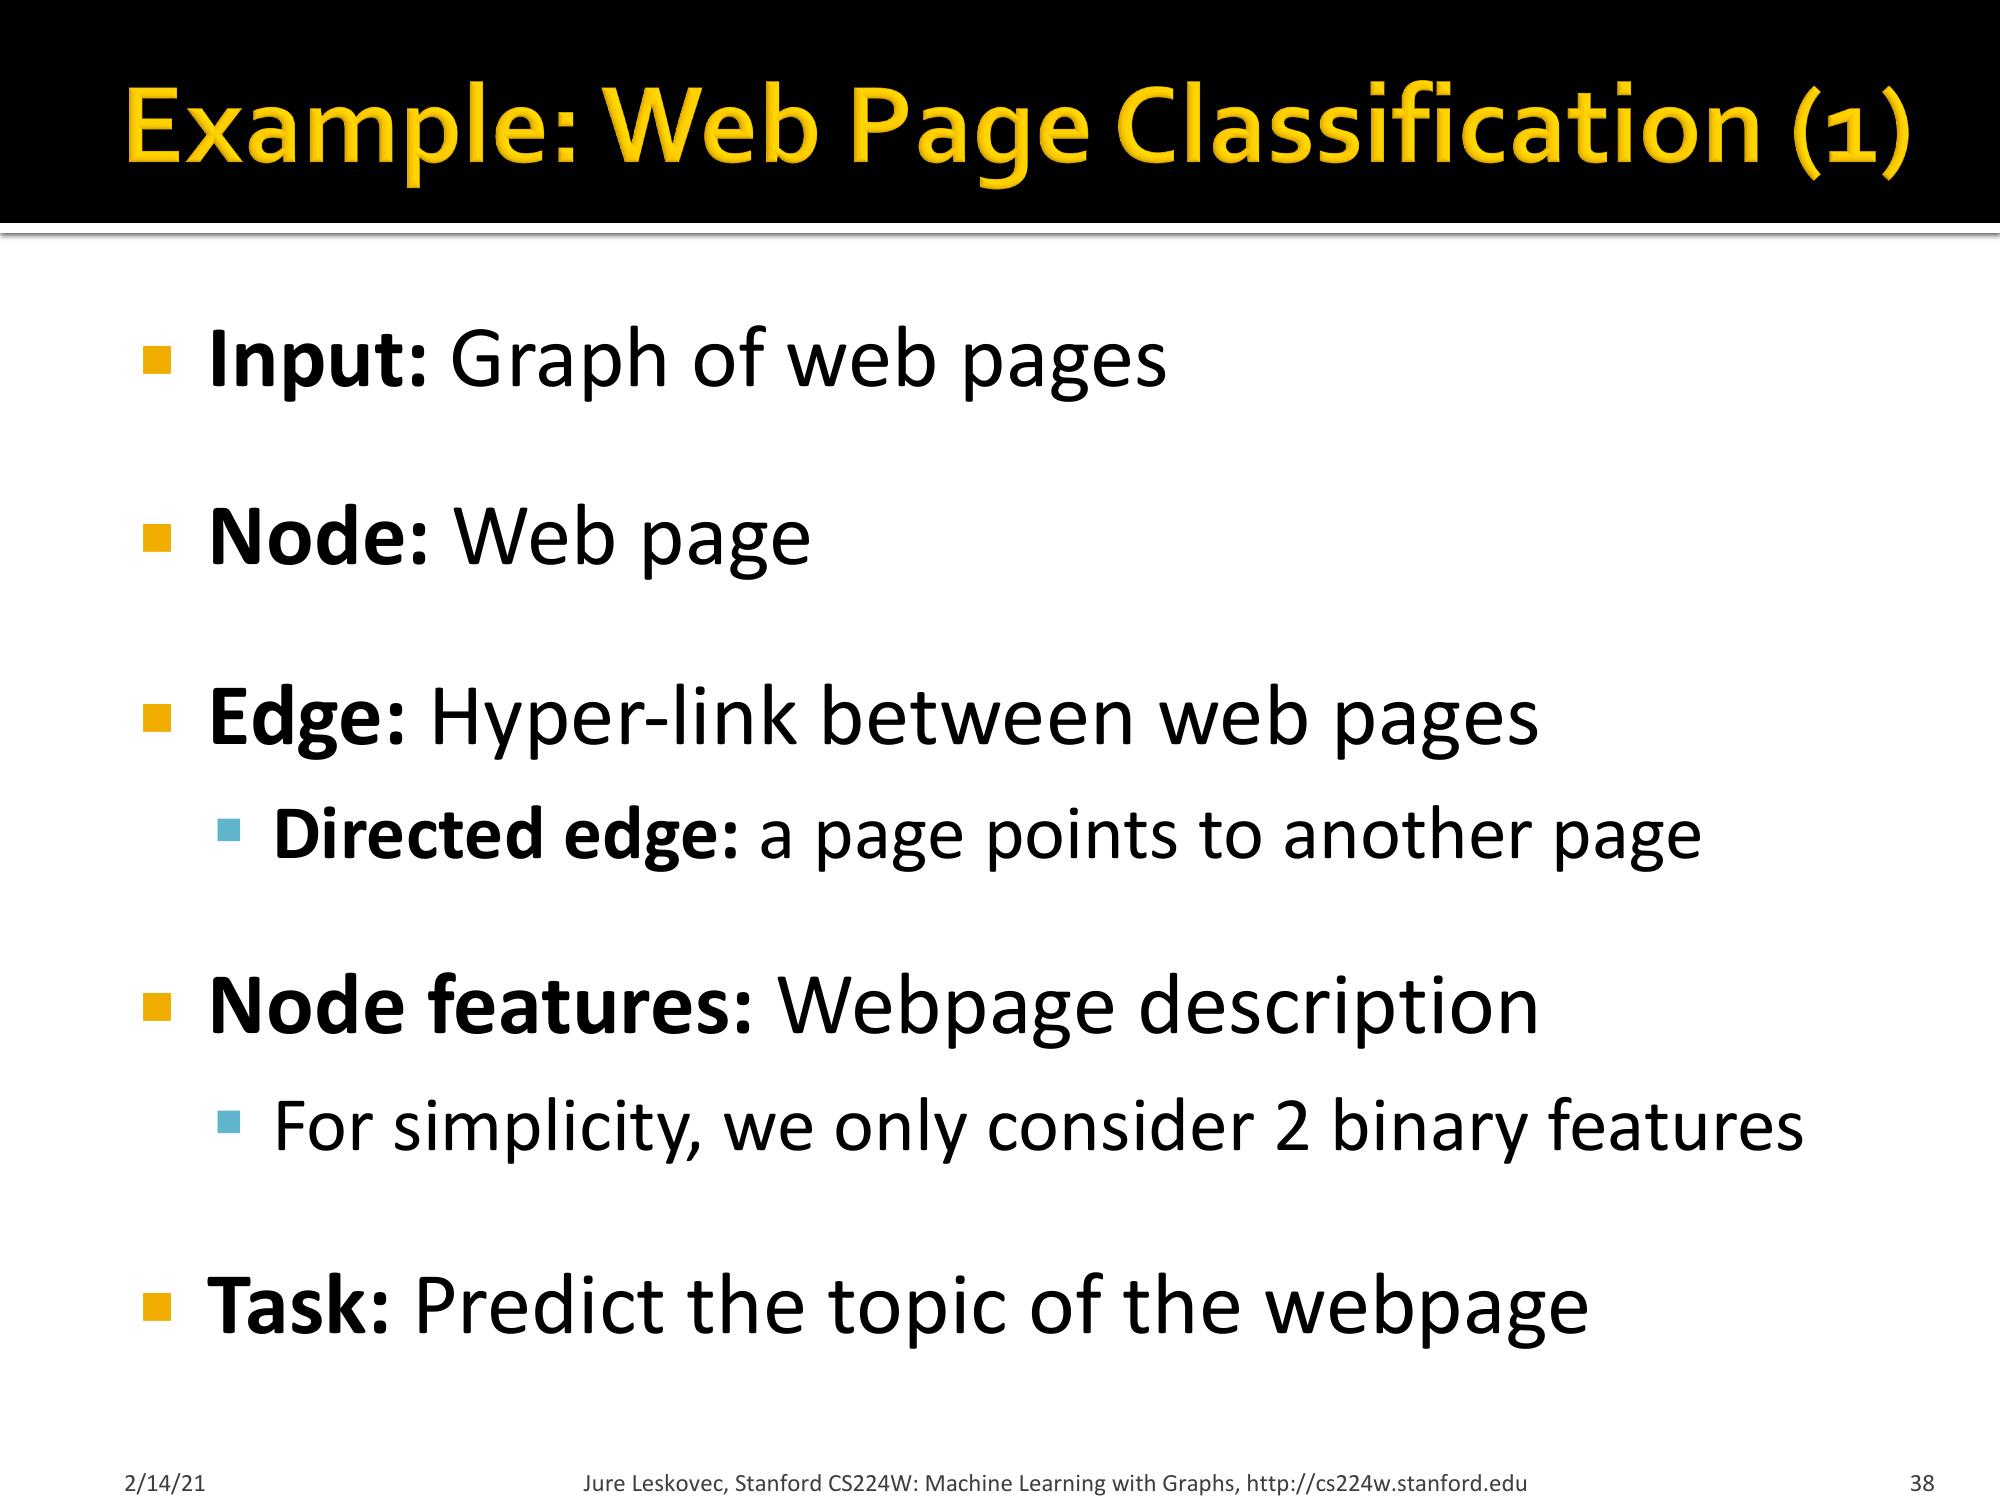 Example: Web Page Classification (1)
Input: Graph of web pages
Node: Web page
Edge: Hyper-link between web pages
Directed edge: a page points to another page
Node features: Webpage description
For simplicity, we only consider 2 binary features
Task: Predict the topic of the webpage
2/14/21
Jure Leskovec, Stanford CS224W: Machine Learning with Graphs, http://cs224w.stanford.edu
38